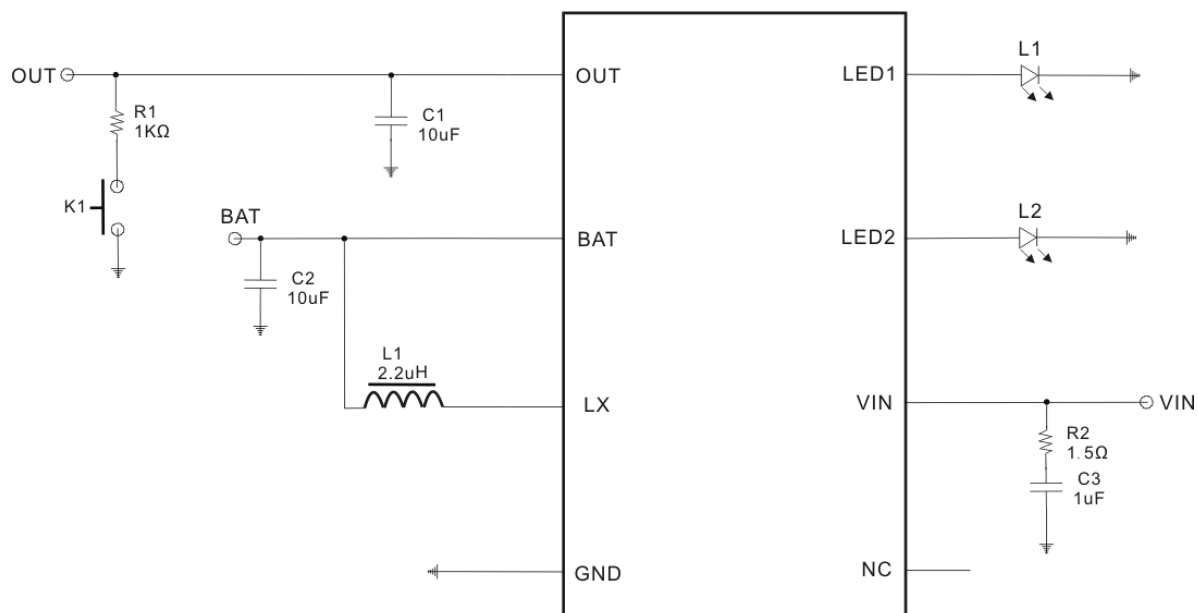 L1
OUT
OUT
LED1
R1
1KΩ
C1
10uF
K1
BAT
L2
BAT
LED2
C2
10uF
L1
2.2uH
LX
VIN
VIN
R2
1.5Ω
C3
1uF
GND
NC